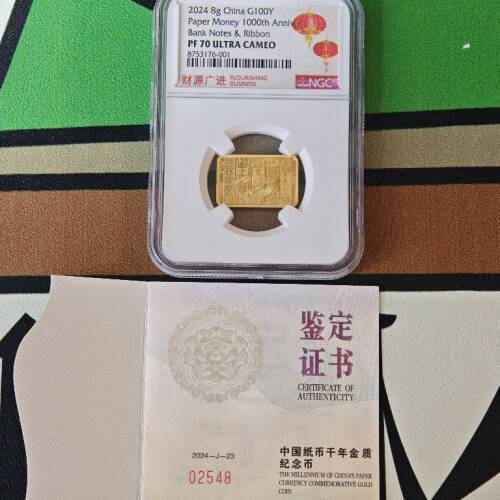 2024 8g China G100Y
Paper Money 1000th Anniv
Bank Notes & Ribbon
PF 70 ULTRA CAMEO
8753176-001
财源广进 FLOURISHING BUSINESS
NGC
鉴定
证书
CERTIFICATE OF
AUTHENTICITY
2024—J—23
02548
中国纸币千年金质
纪念币
THE MILLENNIUM OF CHINA'S PAPER
CURRENCY COMMEMORATIVE GOLD
COIN